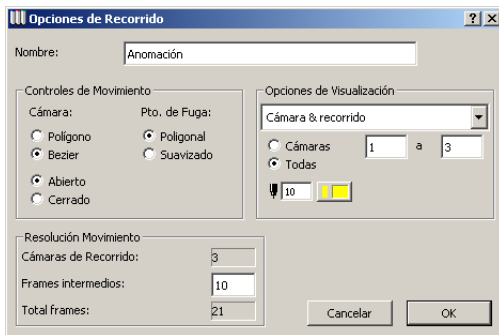 Opciones de Recorrido
Nombre: Anomación
Controles de Movimiento
Cámara: Pto. de Fuga:
Polígono Poligonal
Bezier Suavizado
Abierto
Cerrado
Opciones de Visualización
Cámara & recorrido
Cámaras 1 a 3
Todas
10
Resolución Movimiento
Cámaras de Recorrido: 3
Frames intermedios: 10
Total frames: 21
Cancelar OK